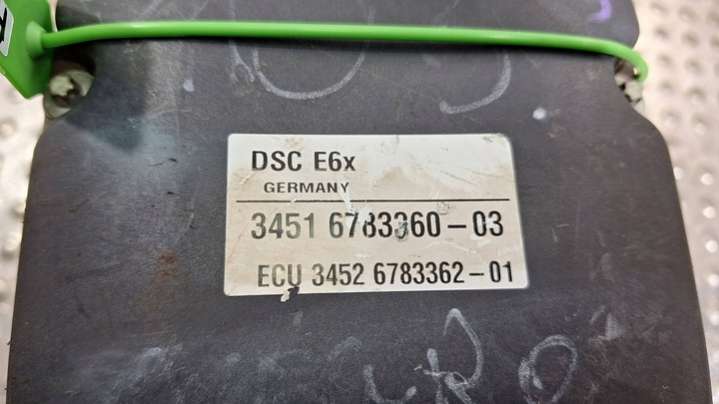 DSC E6x
GERMANY
3451 6783360-03
ECU 3452 6783362-01